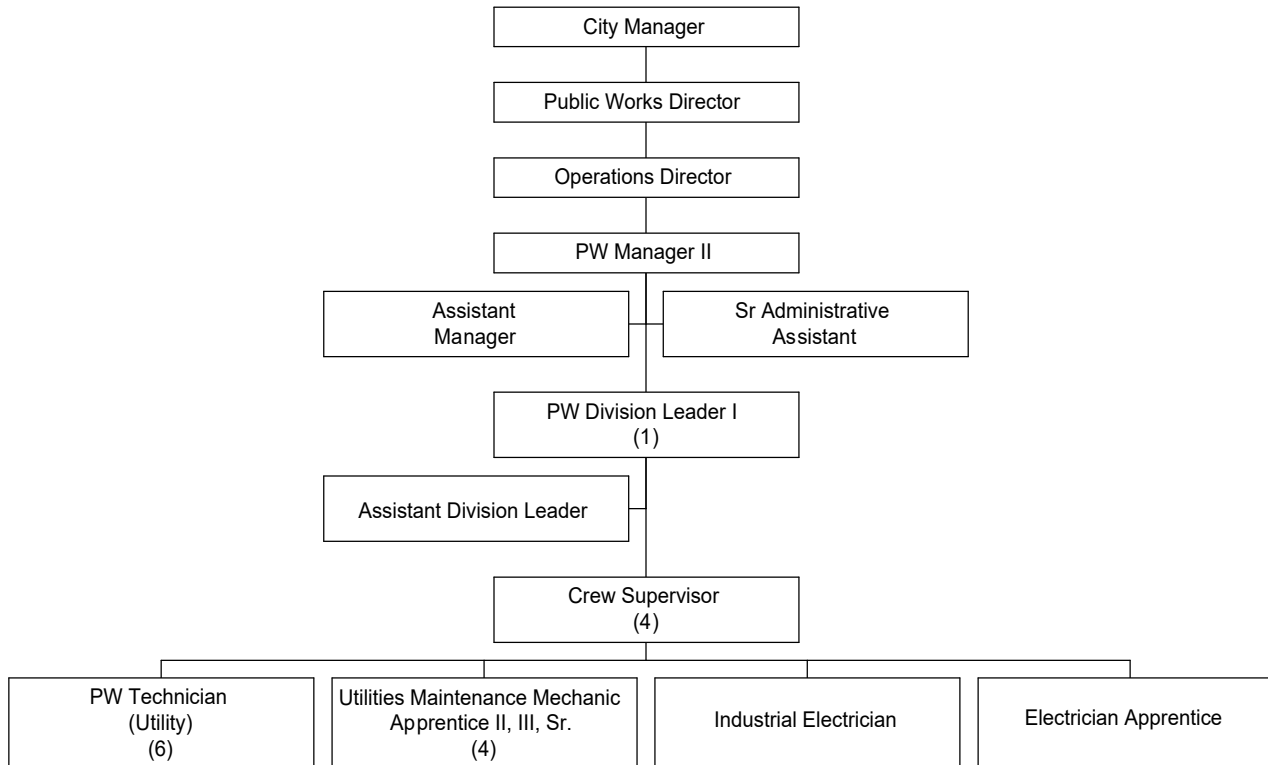 City Manager
Public Works Director
Operations Director
PW Manager II
Assistant
Manager
Sr Administrative
Assistant
PW Division Leader I
(1)
Assistant Division Leader
Crew Supervisor
(4)
PW Technician
(Utility)
(6)
Utilities Maintenance Mechanic
Apprentice II, III, Sr.
(4)
Industrial Electrician
Electrician Apprentice